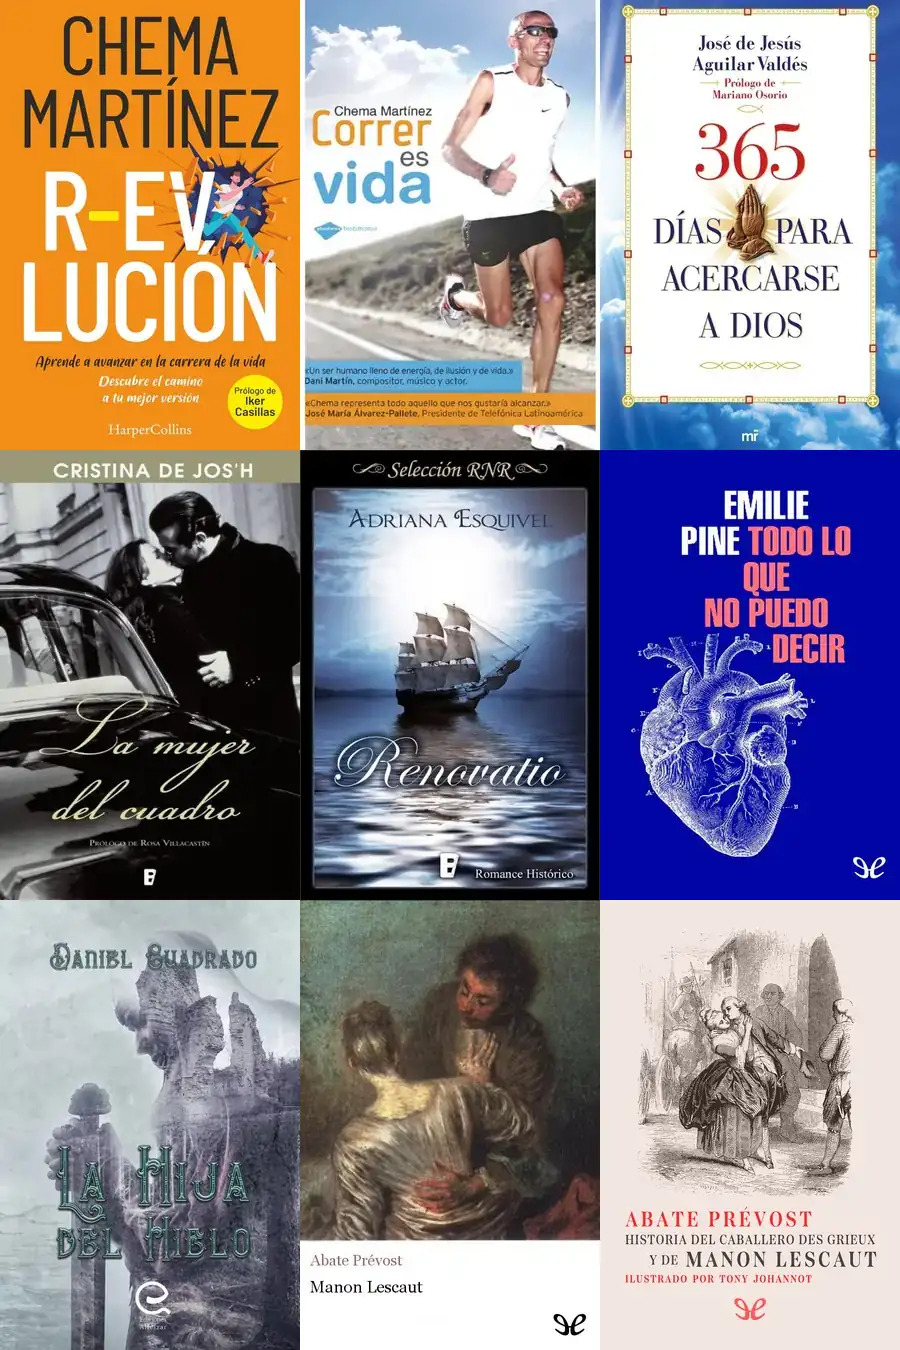 CHEMA
MARTÍNEZ
R-EV
LUCIÓN
Aprende a avanzar en la carrera de la vida
Descubre el camino
a tu mejor versión
Prólogo de
Iker
Casillas
HarperCollins
Chema Martínez
Correr
es
vida
«Un ser humano lleno de energía, de ilusión y de vida.»
Dani Martín, compositor, músico y actor.
«Chema representa todo aquello que nos gustaría alcanzar.»
José María Álvarez-Pallete, Presidente de Telefónica Latinoamérica
José de Jesús
Aguilar Valdés
Prólogo de
Mariano Osorio
365
DÍAS PARA
ACERCARSE
A DIOS
mr
CRISTINA DE JOS'H
La mujer
del cuadro
PRÓLOGO DE ROSA VILLACASTÍN
B
Selección RNR
ADRIANA ESQUIVEL
Renovatio
B
Romance Histórico
EMILIE
PINE TODO LO
QUE
NO PUEDO
DECIR
DANIEL CUADRADO
LA HIJA
DEL HIELO
Abate Prévost
Manon Lescaut
ABATE PRÉVOST
HISTORIA DEL CABALLERO DES GRIEUX
Y DE MANON LESCAUT
ILUSTRADO POR TONY JOHANNOT